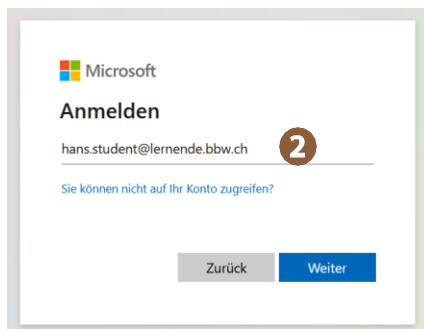 Microsoft
Anmelden
hans.student@lernende.bbw.ch
2
Sie können nicht auf Ihr Konto zugreifen?
Zurück Weiter